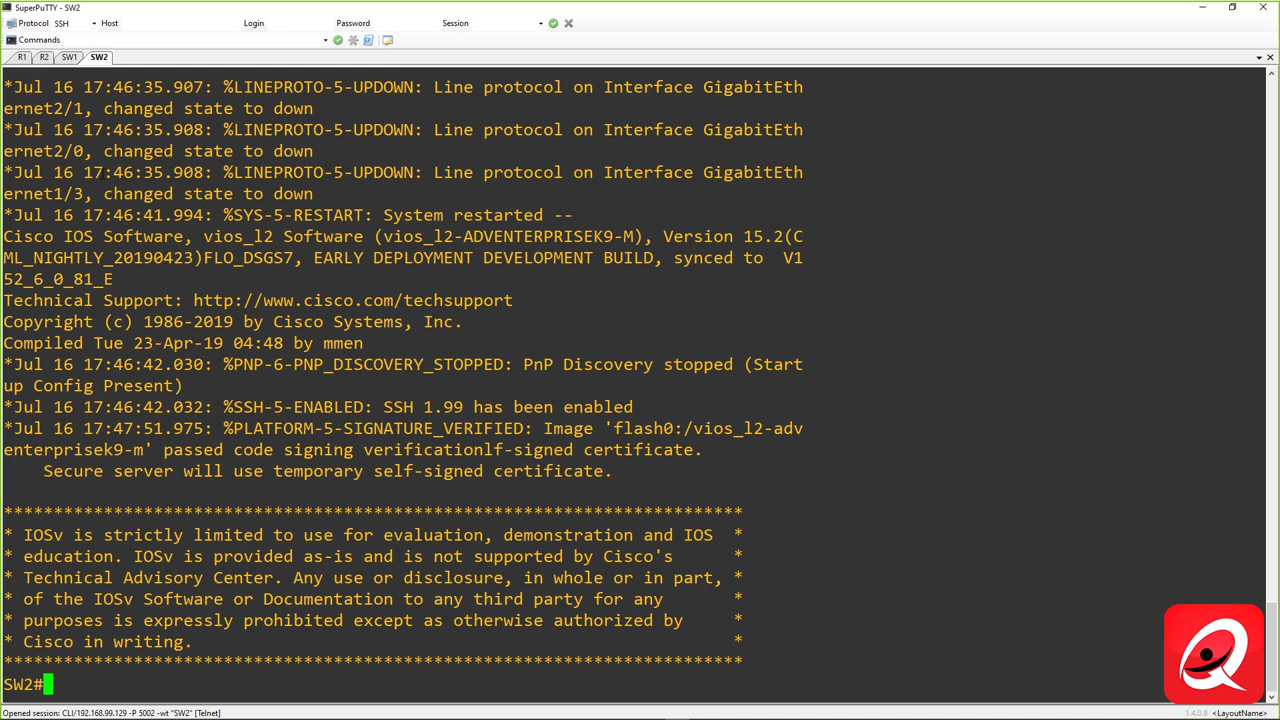 SuperPuTTY - SW2
Protocol SSH Host Login Password Session
Commands
R1 R2 SW1 SW2
*Jul 16 17:46:35.907: %LINEPROTO-5-UPDOWN: Line protocol on Interface GigabitEth
ernet2/1, changed state to down
*Jul 16 17:46:35.908: %LINEPROTO-5-UPDOWN: Line protocol on Interface GigabitEth
ernet2/0, changed state to down
*Jul 16 17:46:35.908: %LINEPROTO-5-UPDOWN: Line protocol on Interface GigabitEth
ernet1/3, changed state to down
*Jul 16 17:46:41.994: %SYS-5-RESTART: System restarted --
Cisco IOS Software, vios_l2 Software (vios_l2-ADVENTERPRISEK9-M), Version 15.2(C
ML_NIGHTLY_20190423)FLO_DSGS7, EARLY DEPLOYMENT DEVELOPMENT BUILD, synced to  V1
52_6_0_81_E
Technical Support: http://www.cisco.com/techsupport
Copyright (c) 1986-2019 by Cisco Systems, Inc.
Compiled Tue 23-Apr-19 04:48 by mmen
*Jul 16 17:46:42.030: %PNP-6-PNP_DISCOVERY_STOPPED: PnP Discovery stopped (Start
up Config Present)
*Jul 16 17:46:42.032: %SSH-5-ENABLED: SSH 1.99 has been enabled
*Jul 16 17:47:51.975: %PLATFORM-5-SIGNATURE_VERIFIED: Image 'flash0:/vios_l2-adv
enterprisek9-m' passed code signing verificationlf-signed certificate.
    Secure server will use temporary self-signed certificate.
**************************************************************************
* IOSv is strictly limited to use for evaluation, demonstration and IOS  *
* education. IOSv is provided as-is and is not supported by Cisco's      *
* Technical Advisory Center. Any use or disclosure, in whole or in part, *
* of the IOSv Software or Documentation to any third party for any       *
* purposes is expressly prohibited except as otherwise authorized by     *
* Cisco in writing.                                                      *
**************************************************************************
SW2#
Opened session: CLI/192.168.99.129 -P 5002 -wt "SW2" [Telnet] 1.4.0.9 <LayoutName>